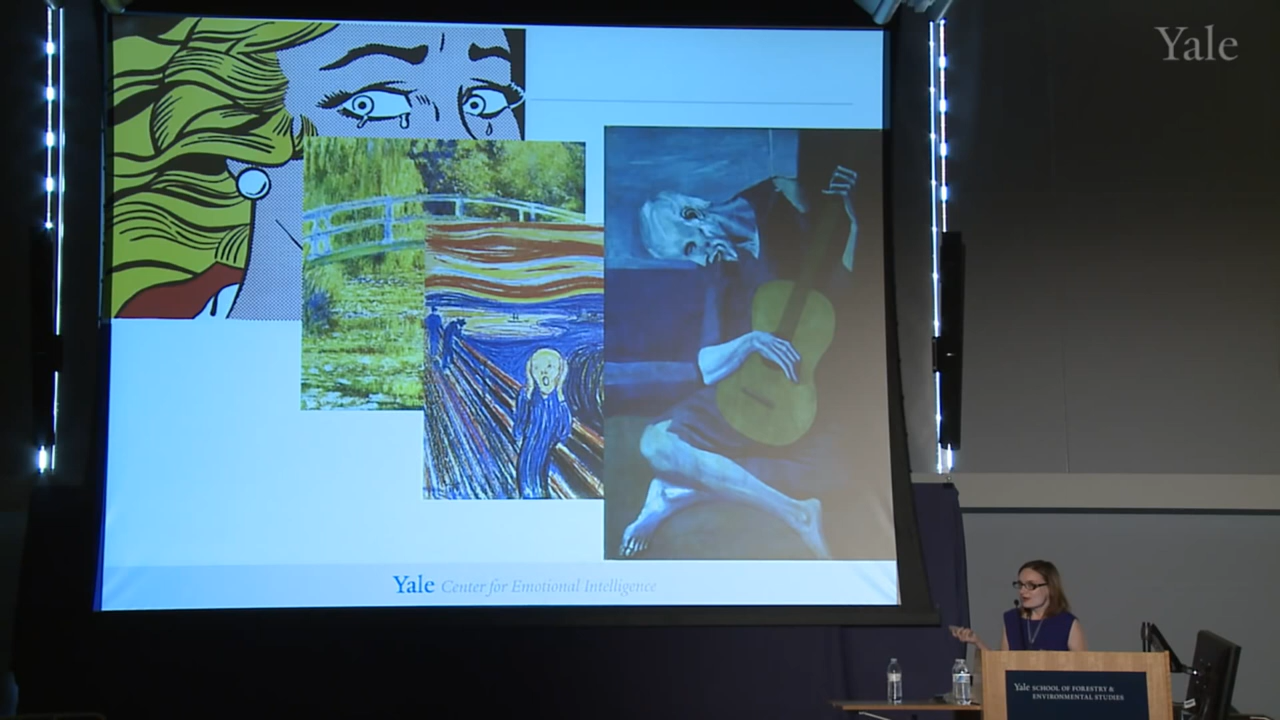 Yale
Yale Center for Emotional Intelligence
Yale SCHOOL OF FORESTRY &
ENVIRONMENTAL STUDIES